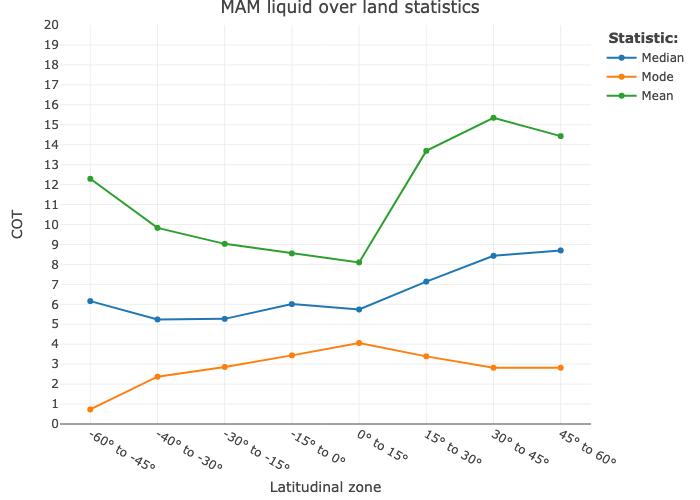 MAM liquid over land statistics
Statistic:
Median
Mode
Mean
COT
20
19
18
17
16
15
14
13
12
11
10
9
8
7
6
5
4
3
2
1
0
-60° to -45°
-40° to -30°
-30° to -15°
-15° to 0°
0° to 15°
15° to 30°
30° to 45°
45° to 60°
Latitudinal zone